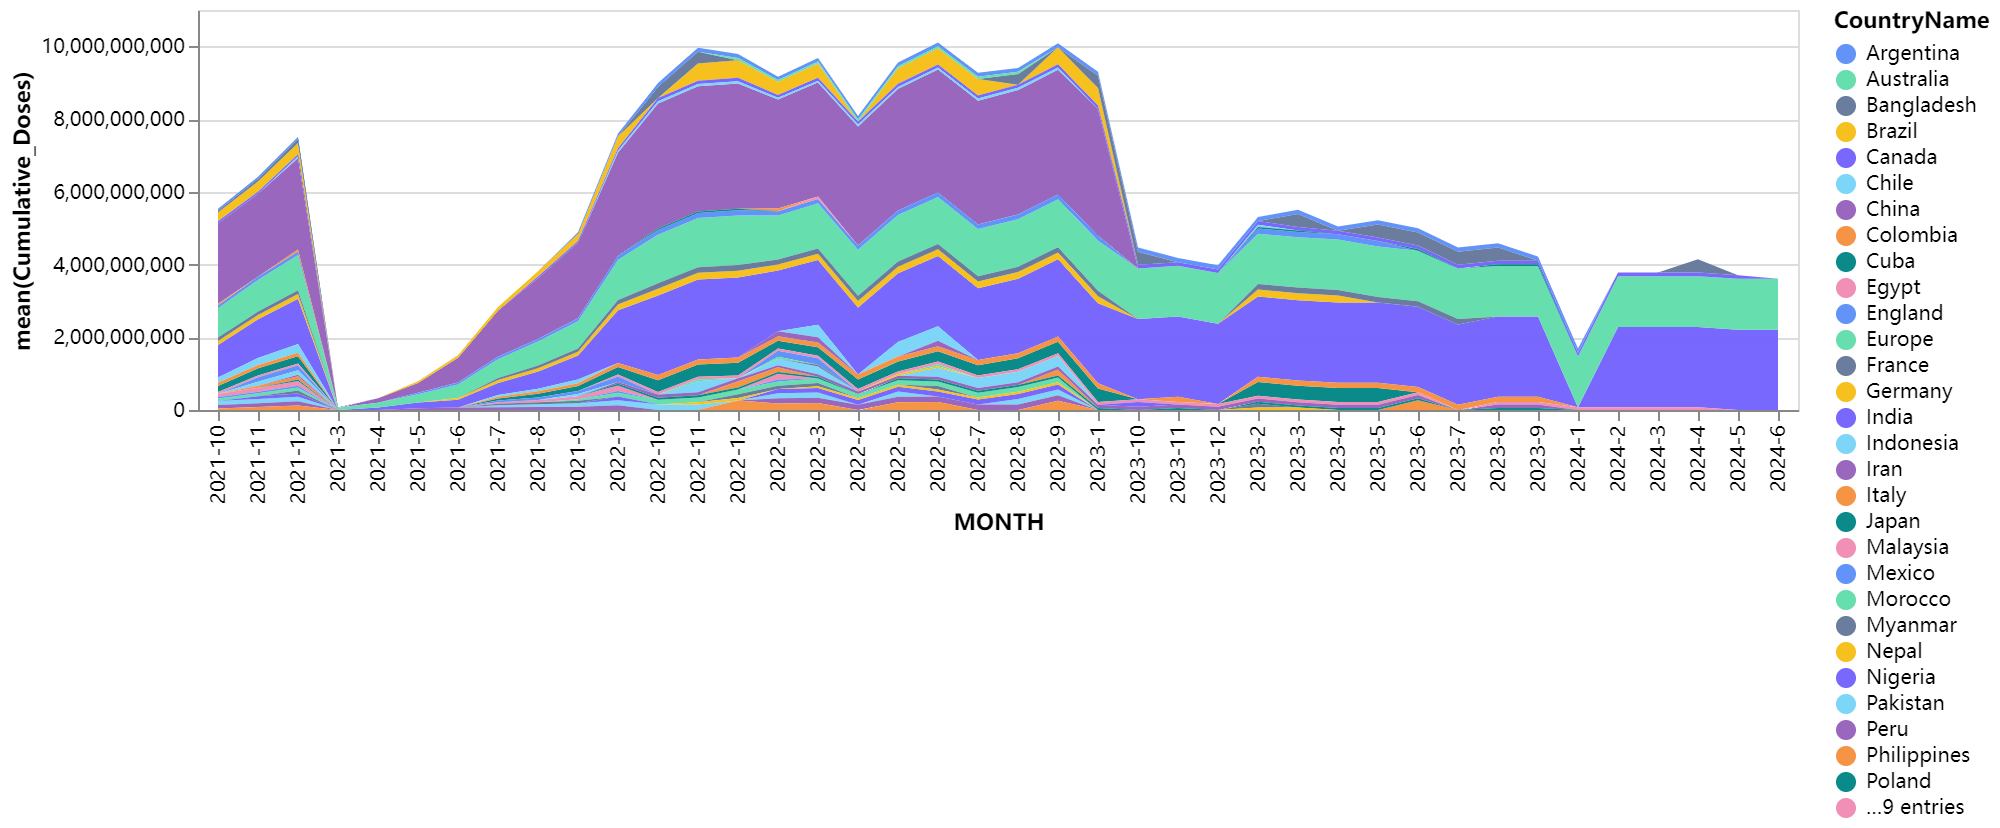 mean(Cumulative_Doses)
10,000,000,000
8,000,000,000
6,000,000,000
4,000,000,000
2,000,000,000
0
2021-10
2021-11
2021-12
2021-3
2021-4
2021-5
2021-6
2021-7
2021-8
2021-9
2022-1
2022-10
2022-11
2022-12
2022-2
2022-3
2022-4
2022-5
2022-6
2022-7
2022-8
2022-9
2023-1
2023-10
2023-11
2023-12
2023-2
2023-3
2023-4
2023-5
2023-6
2023-7
2023-8
2023-9
2024-1
2024-2
2024-3
2024-4
2024-5
2024-6
MONTH
CountryName
Argentina
Australia
Bangladesh
Brazil
Canada
Chile
China
Colombia
Cuba
Egypt
England
Europe
France
Germany
India
Indonesia
Iran
Italy
Japan
Malaysia
Mexico
Morocco
Myanmar
Nepal
Nigeria
Pakistan
Peru
Philippines
Poland
...9 entries